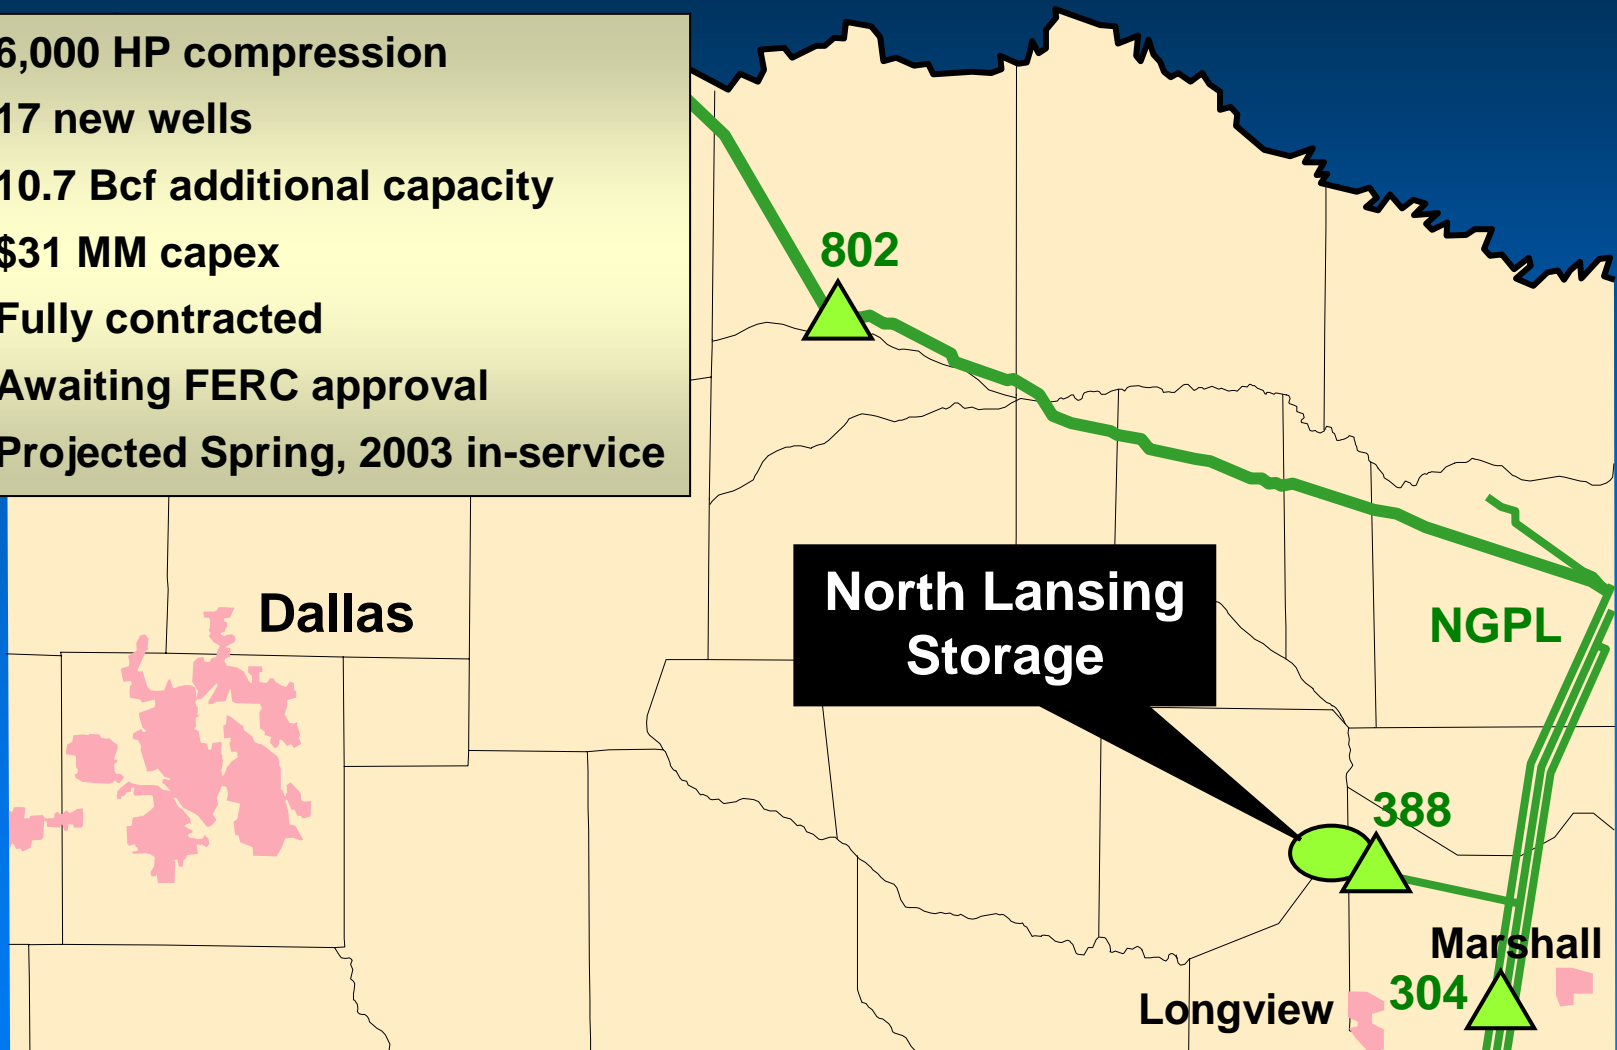 6,000 HP compression
17 new wells
10.7 Bcf additional capacity
$31 MM capex
Fully contracted
Awaiting FERC approval
Projected Spring, 2003 in-service
802
Dallas
North Lansing
Storage
NGPL
388
Marshall
304
Longview